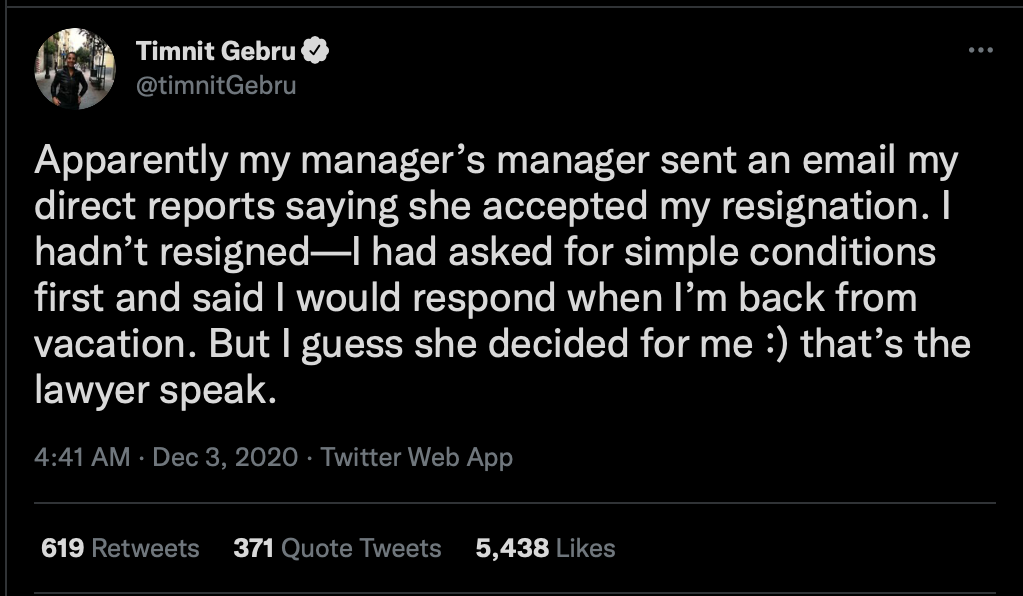 Timnit Gebru
@timnitGebru
Apparently my manager’s manager sent an email my
direct reports saying she accepted my resignation. I
hadn’t resigned—I had asked for simple conditions
first and said I would respond when I’m back from
vacation. But I guess she decided for me :) that’s the
lawyer speak.
4:41 AM · Dec 3, 2020 · Twitter Web App
619 Retweets 371 Quote Tweets 5,438 Likes